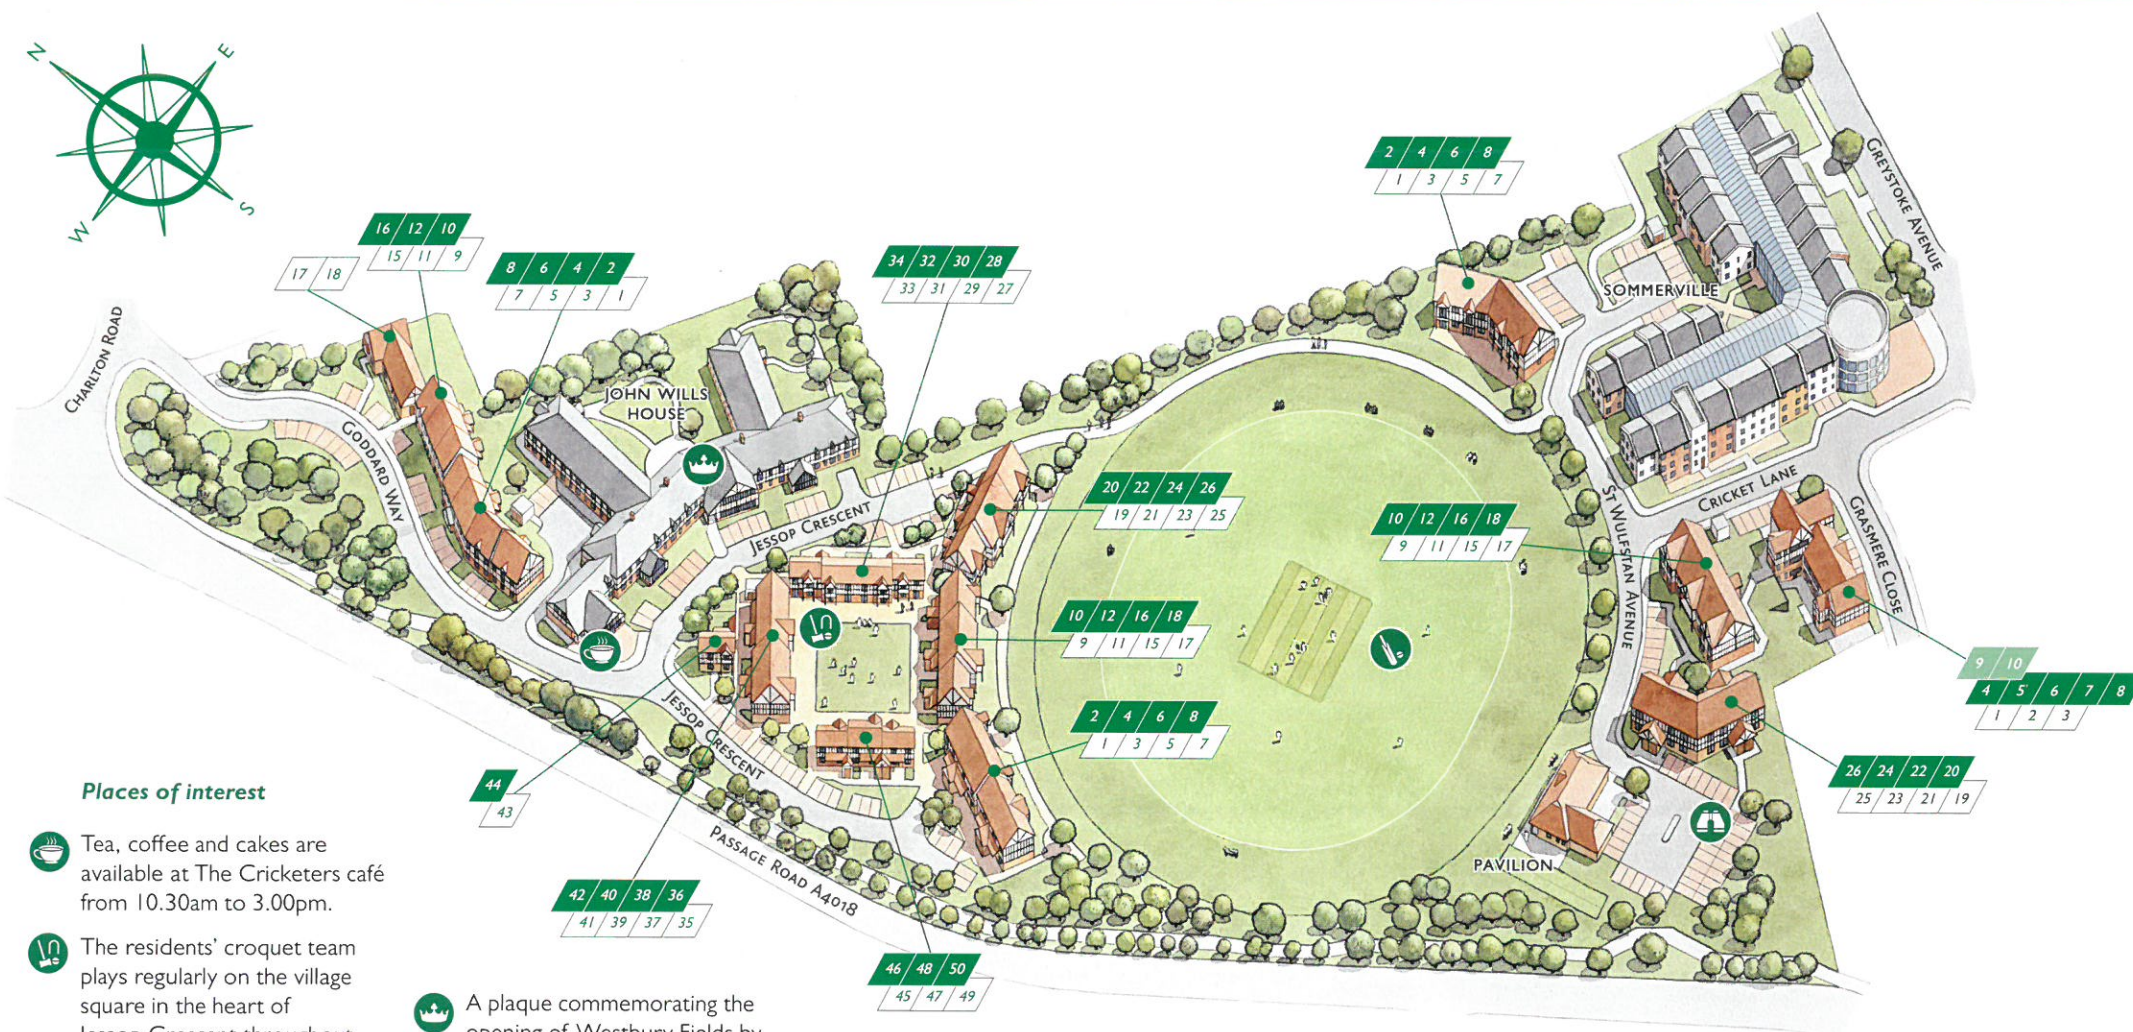 N
E
S
W
2 4 6 8
1 3 5 7
GREYSTOKE AVENUE
16 12 10
15 11 9
17 18
8 6 4 2
7 5 3 1
34 32 30 28
33 31 29 27
SOMMERVILLE
CHARLTON ROAD
JOHN WILLS
HOUSE
GODDARD WAY
JESSOP CRESCENT
20 22 24 26
19 21 23 25
10 12 16 18
9 11 15 17
CRICKET LANE
ST WULFSTAN AVENUE
GRASMERE CLOSE
10 12 16 18
9 11 15 17
9 10
4 5 6 7 8
1 2 3
2 4 6 8
1 3 5 7
JESSOP CRESCENT
26 24 22 20
25 23 21 19
44
43
PASSAGE ROAD A4018
PAVILION
42 40 38 36
41 39 37 35
46 48 50
45 47 49
Places of interest
Tea, coffee and cakes are
available at The Cricketers café
from 10.30am to 3.00pm.
The residents' croquet team
plays regularly on the village
square in the heart of
Jessop Crescent throughout
A plaque commemorating the
opening of Westbury Fields by